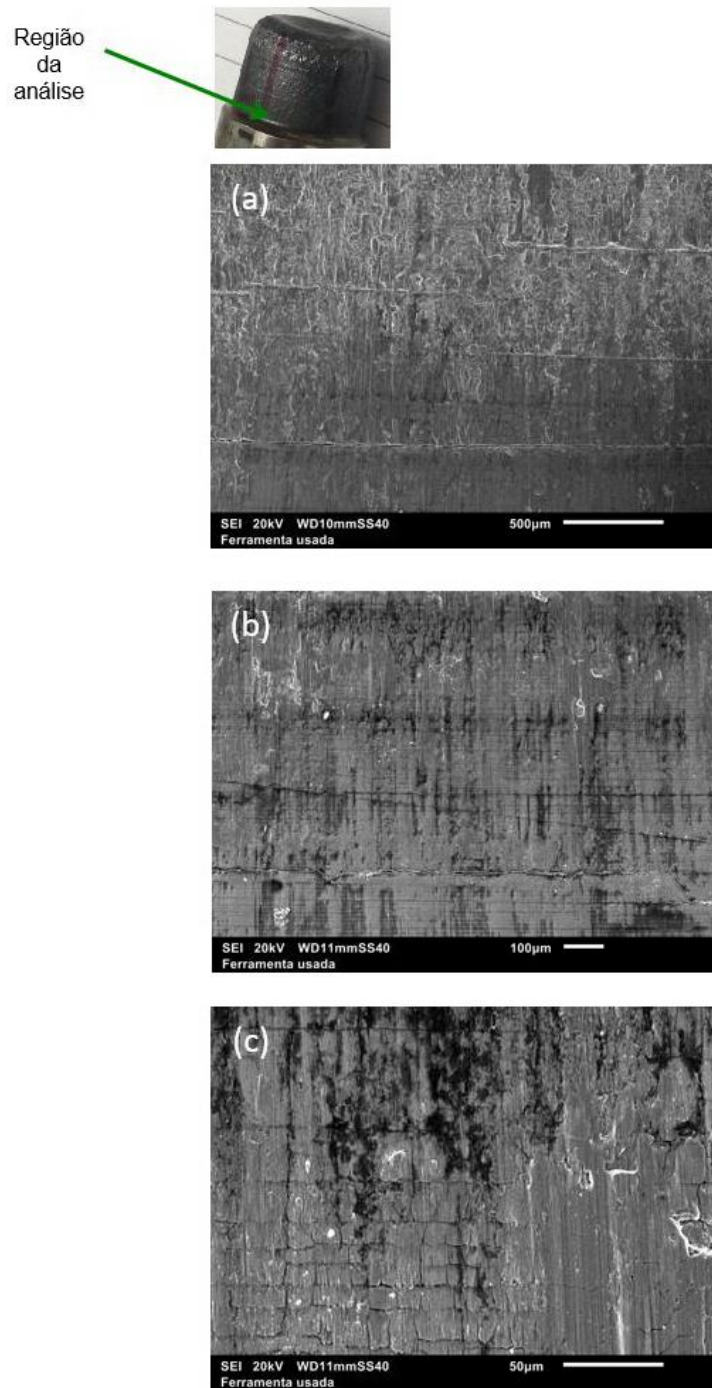 Região
da
análise
(a)
SEI 20kV WD10mmSS40 500µm
Ferramenta usada
(b)
SEI 20kV WD11mmSS40 100µm
Ferramenta usada
(c)
SEI 20kV WD11mmSS40 50µm
Ferramenta usada